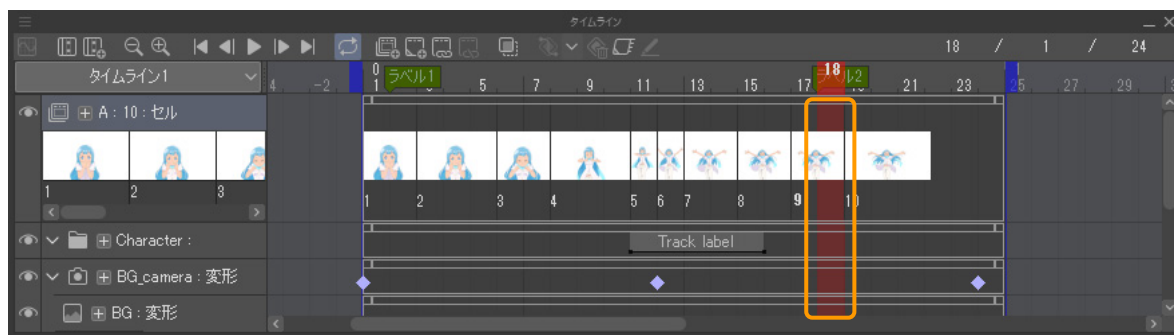 タイムライン
18 / 1 / 24
タイムライン1
4 -2 0 1 ラベル1 5 7 9 11 13 15 17 18 ラベル2 21 23 25 27 29
A : 10 : セル
1 2 3
1 2 3 4 5 6 7 8 9 10
Character :
Track label
BG_camera : 変形
BG : 変形